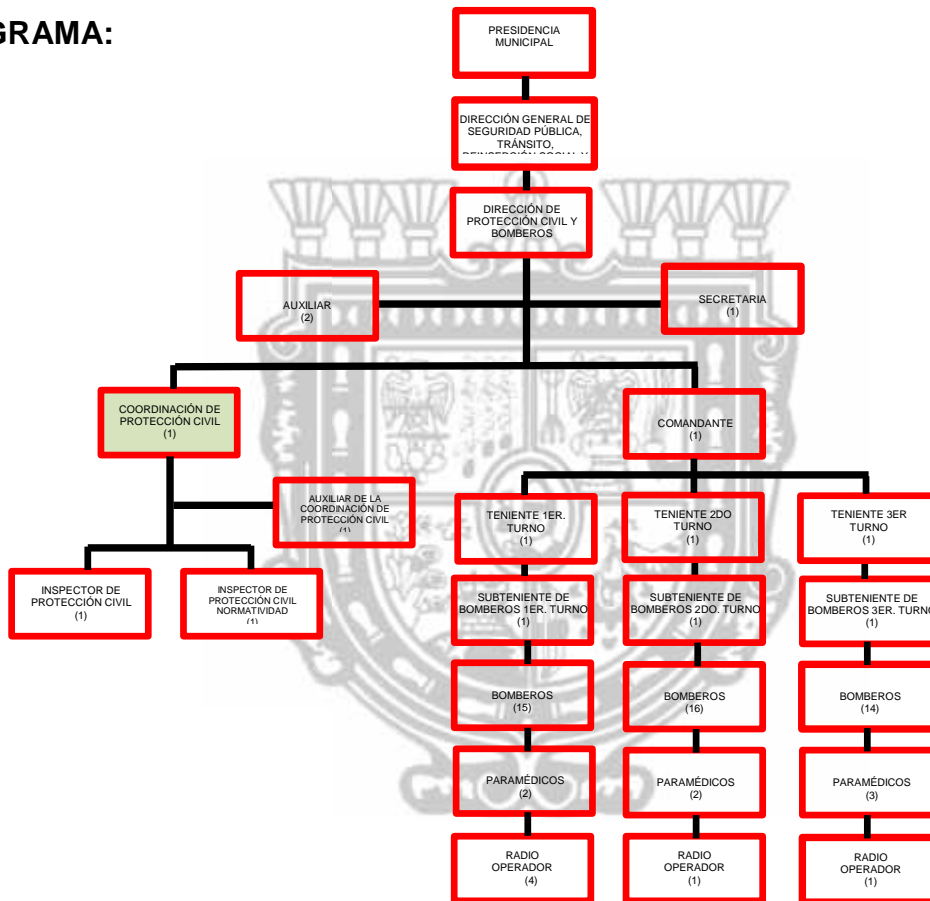 GRAMA:
PRESIDENCIA
MUNICIPAL
DIRECCIÓN GENERAL DE
SEGURIDAD PÚBLICA,
TRÁNSITO,
DIRECCIÓN DE
PROTECCIÓN CIVIL Y
BOMBEROS
AUXILIAR
(2)
SECRETARIA
(1)
COORDINACIÓN DE
PROTECCIÓN CIVIL
(1)
COMANDANTE
(1)
AUXILIAR DE LA
COORDINACIÓN DE
PROTECCIÓN CIVIL
(1)
TENIENTE 1ER.
TURNO
(1)
TENIENTE 2DO
TURNO
(1)
TENIENTE 3ER
TURNO
(1)
INSPECTOR DE
PROTECCIÓN CIVIL
(1)
INSPECTOR DE
PROTECCIÓN CIVIL
NORMATIVIDAD
(1)
SUBTENIENTE DE
BOMBEROS 1ER. TURNO
(1)
SUBTENIENTE DE
BOMBEROS 2DO. TURNO
(1)
SUBTENIENTE DE
BOMBEROS 3ER. TURNO
(1)
BOMBEROS
(15)
BOMBEROS
(16)
BOMBEROS
(14)
PARAMÉDICOS
(2)
PARAMÉDICOS
(2)
PARAMÉDICOS
(3)
RADIO
OPERADOR
(4)
RADIO
OPERADOR
(1)
RADIO
OPERADOR
(1)